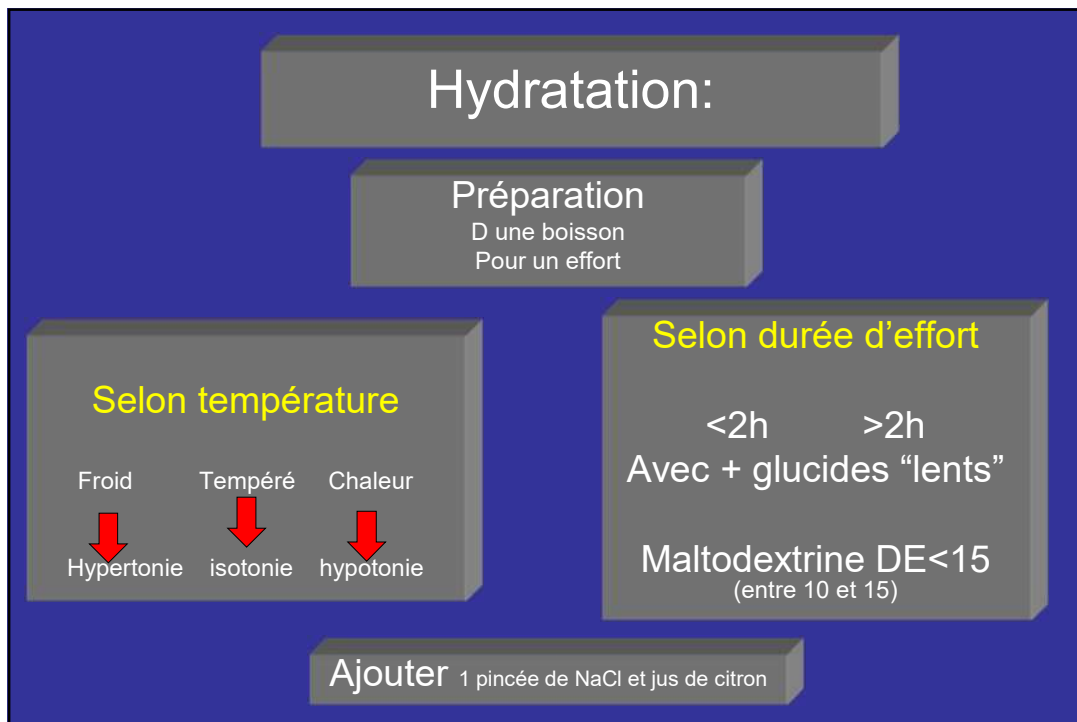 Hydratation:
Préparation
D une boisson
Pour un effort
Selon température
Froid Tempéré Chaleur
Hypertonie isotonie hypotonie
Selon durée d’effort
<2h >2h
Avec + glucides “lents”
Maltodextrine DE<15
(entre 10 et 15)
Ajouter 1 pincée de NaCl et jus de citron